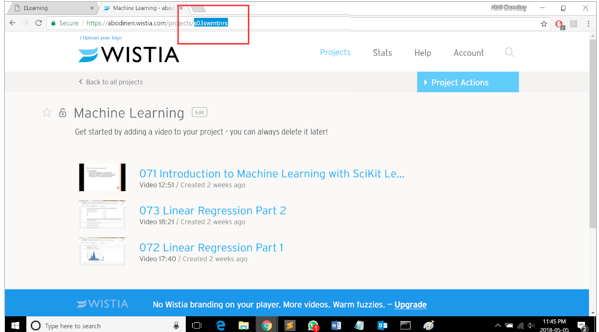 ILearning
Machine Learning - abod
Secure https://abodinen.wistia.com/projects/s03swmtnrs
Upload your logo
WISTIA
Projects Stats Help Account
Back to all projects
Project Actions
Machine Learning Edit
Get started by adding a video to your project - you can always delete it later!
071 Introduction to Machine Learning with SciKit Le...
Video 12:51 / Created 2 weeks ago
073 Linear Regression Part 2
Video 18:21 / Created 2 weeks ago
072 Linear Regression Part 1
Video 17:40 / Created 2 weeks ago
WISTIA No Wistia branding on your player. More videos. Warm fuzzies. — Upgrade
Type here to search
11:45 PM
2018-05-05